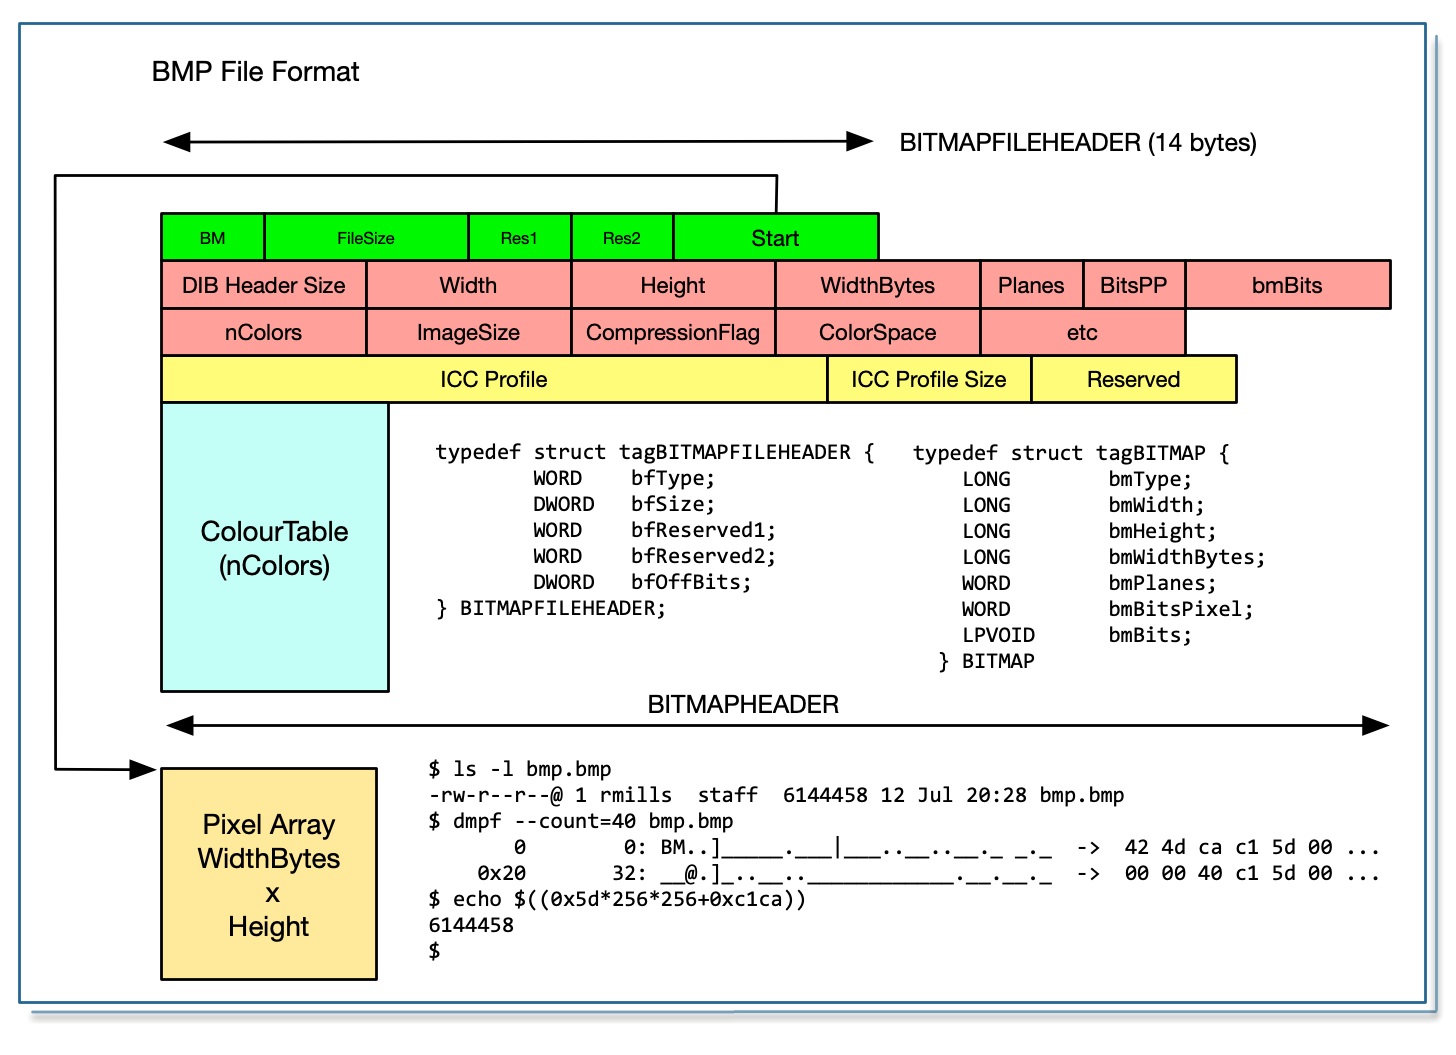 BMP File Format
BITMAPFILEHEADER (14 bytes)
BM FileSize Res1 Res2 Start
DIB Header Size Width Height WidthBytes Planes BitsPP bmBits
nColors ImageSize CompressionFlag ColorSpace etc
ICC Profile ICC Profile Size Reserved
ColourTable
(nColors)
typedef struct tagBITMAPFILEHEADER {
WORD bfType;
DWORD bfSize;
WORD bfReserved1;
WORD bfReserved2;
DWORD bfOffBits;
} BITMAPFILEHEADER;
typedef struct tagBITMAP {
LONG bmType;
LONG bmWidth;
LONG bmHeight;
LONG bmWidthBytes;
WORD bmPlanes;
WORD bmBitsPixel;
LPVOID bmBits;
} BITMAP
BITMAPHEADER
Pixel Array
WidthBytes
x
Height
$ ls -l bmp.bmp
-rw-r--r--@ 1 rmills staff 6144458 12 Jul 20:28 bmp.bmp
$ dmpf --count=40 bmp.bmp
0 0: BM..]_____.___|___..__..__._ _._ -> 42 4d ca c1 5d 00 ...
0x20 32: __@.]_..__..____________.__.__._ -> 00 00 40 c1 5d 00 ...
$ echo $((0x5d*256*256+0xc1ca))
6144458
$